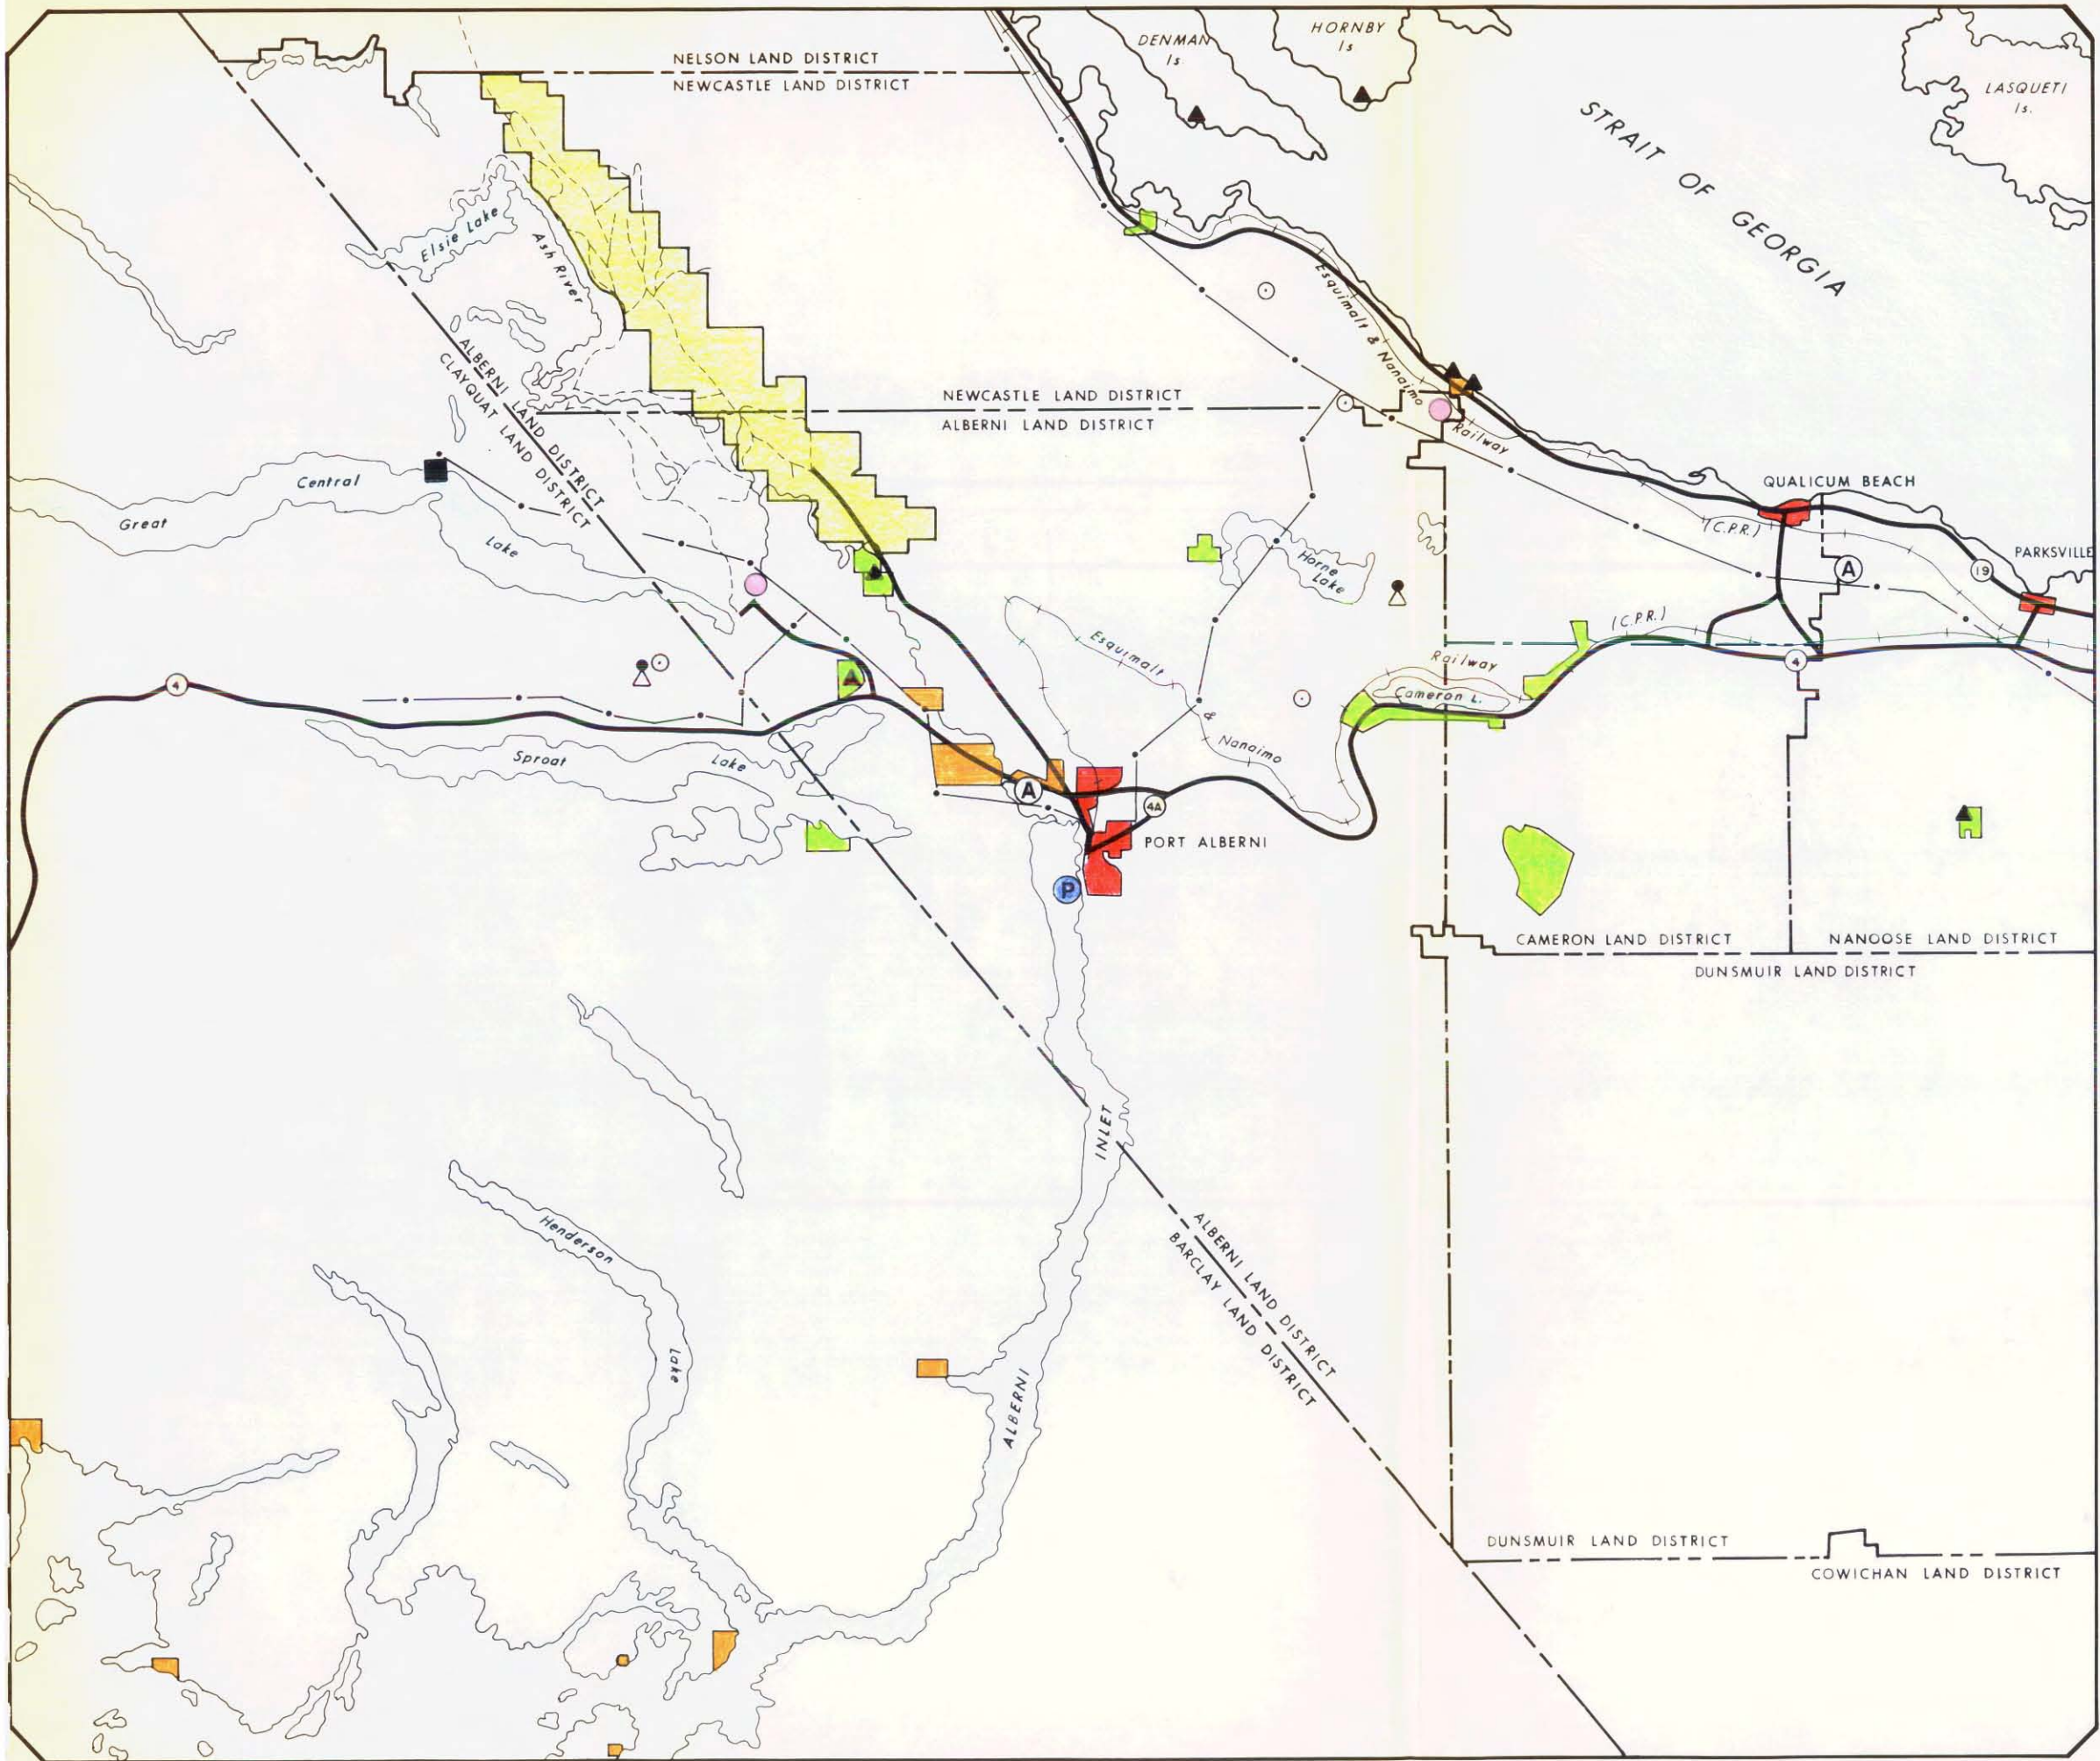 NELSON LAND DISTRICT
NEWCASTLE LAND DISTRICT
DENMAN
Is
HORNBY
Is
LASQUETI
Is.
STRAIT OF GEORGIA
Elsie Lake
Ash River
Esquimalt & Nanaimo
Railway
ALBERNI LAND DISTRICT
CLAYQUAT LAND DISTRICT
NEWCASTLE LAND DISTRICT
ALBERNI LAND DISTRICT
QUALICUM BEACH
(C.P.R.)
PARKSVILLE
Great
Central
Lake
Horne
Lake
A
19
(C.P.R.)
Esquimalt
&
Nanaimo
Railway
Cameron L.
4
4
Sproat
Lake
A
4A
PORT ALBERNI
P
CAMERON LAND DISTRICT
NANOOSE LAND DISTRICT
DUNSMUIR LAND DISTRICT
INLET
ALBERNI
Henderson
Lake
ALBERNI LAND DISTRICT
BARCLAY LAND DISTRICT
DUNSMUIR LAND DISTRICT
COWICHAN LAND DISTRICT